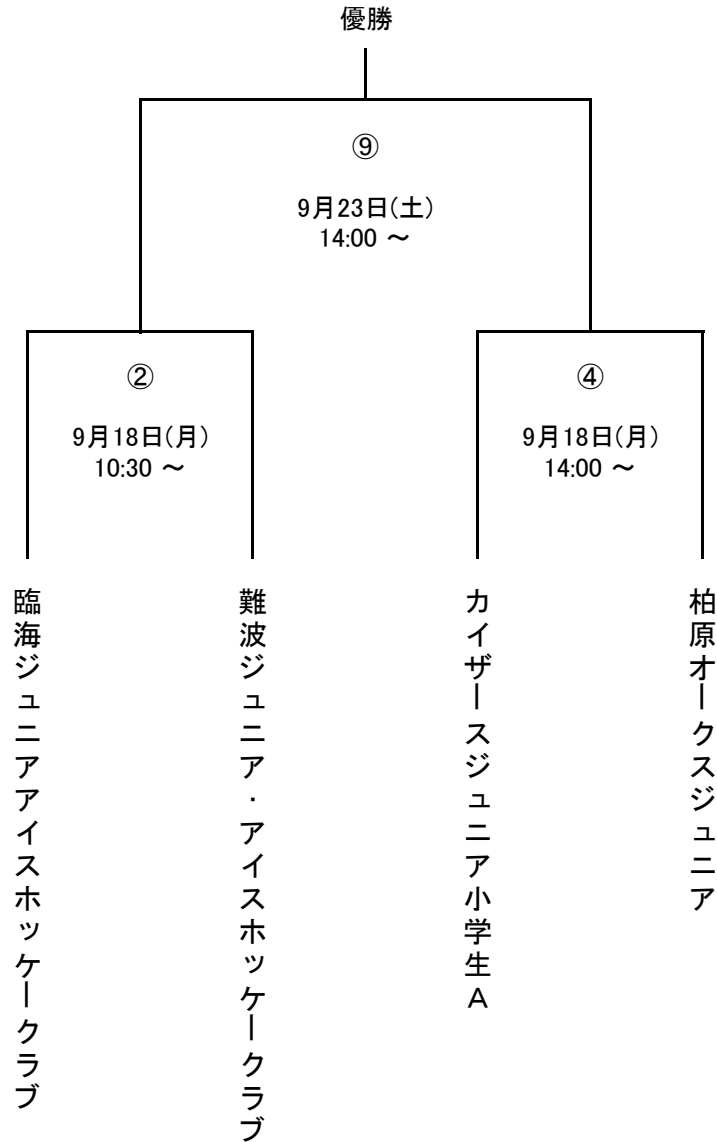 優勝
⑨
9月23日(土)
14:00 ～
②
9月18日(月)
10:30 ～
④
9月18日(月)
14:00 ～
臨海ジュニアアイスホッケークラブ
難波ジュニア・アイスホッケークラブ
カイザースジュニア小学生A
柏原オークスジュニア